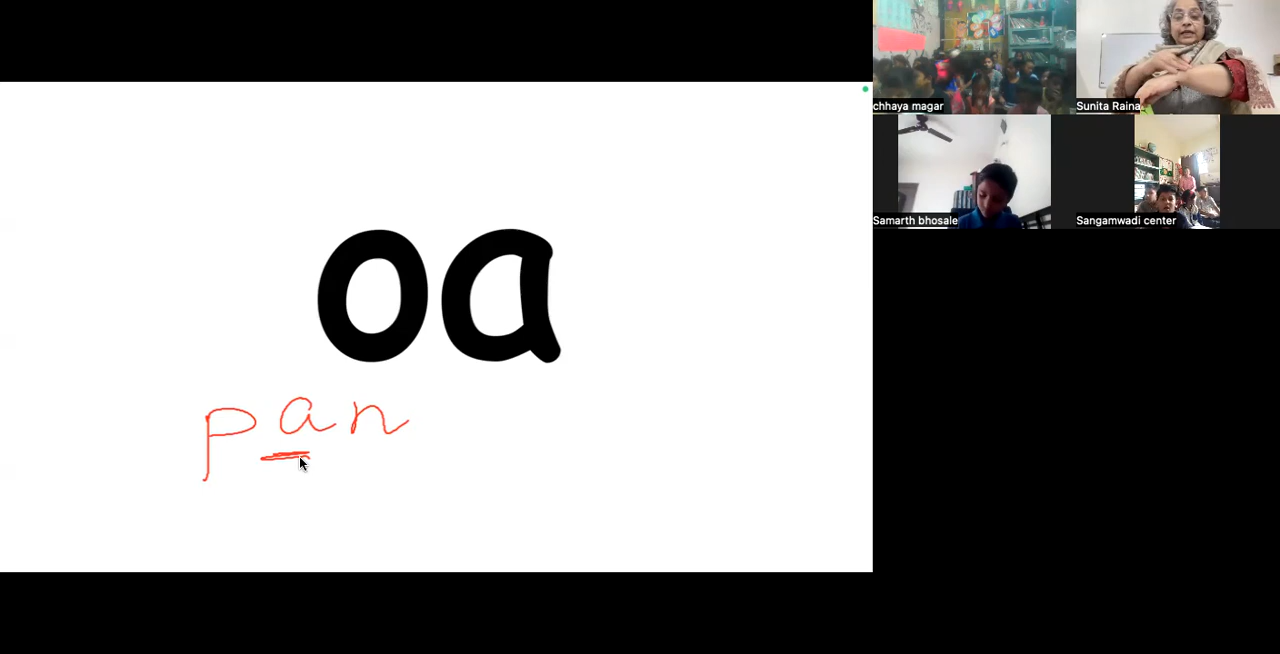 oa
pan
chhaya magar
Sunita Raina
Samarth bhosale
Sangamwadi center